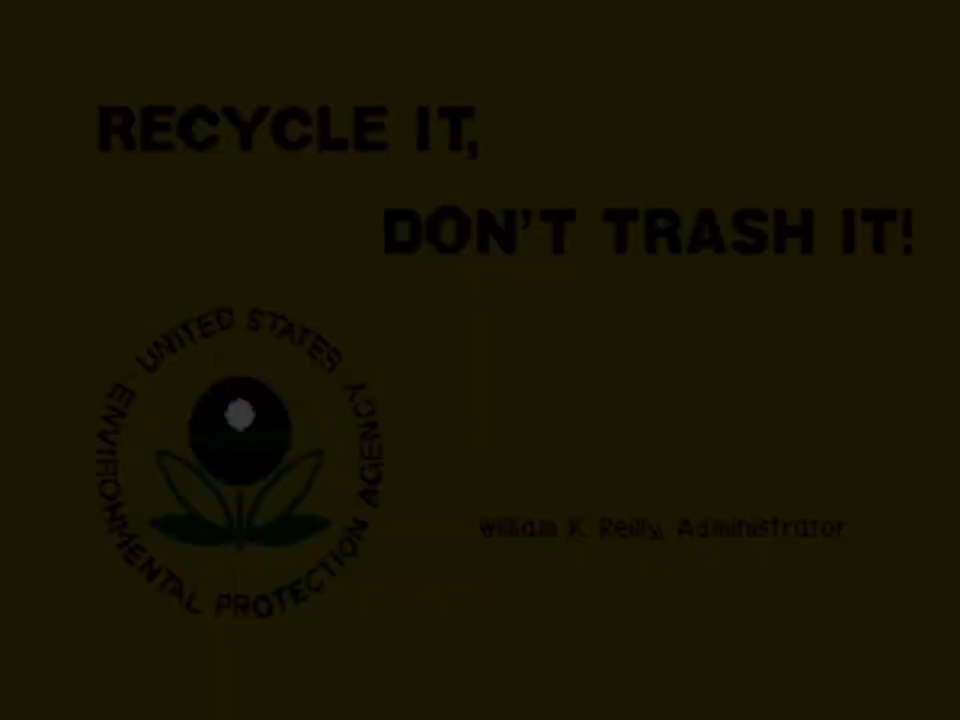 RECYCLE IT,
DON'T TRASH IT!
UNITED STATES
ENVIRONMENTAL PROTECTION AGENCY
William K. Reilly, Administrator